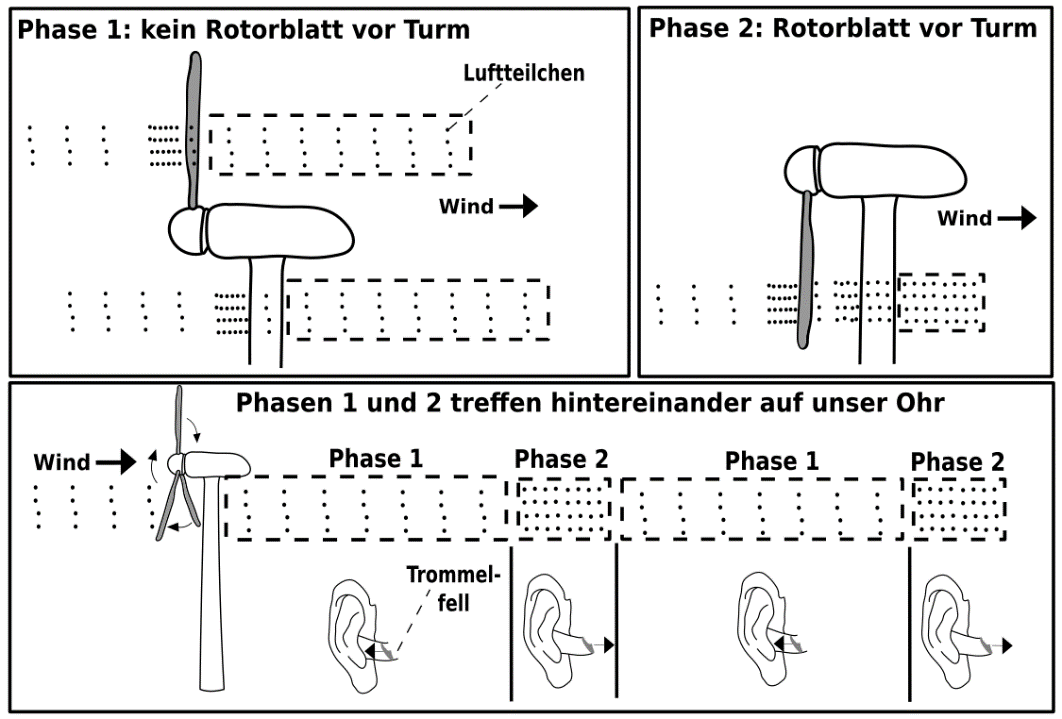 Phase 1: kein Rotorblatt vor Turm
Luftteilchen
Wind
Phase 2: Rotorblatt vor Turm
Wind
Phasen 1 und 2 treffen hintereinander auf unser Ohr
Wind
Phase 1
Phase 2
Phase 1
Phase 2
Trommel-
fell